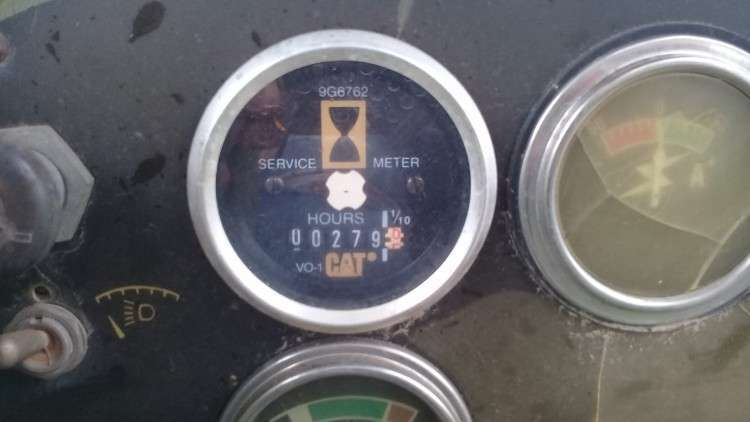 9G6762
SERVICE METER
HOURS 1/10
00279
VO-1 CAT